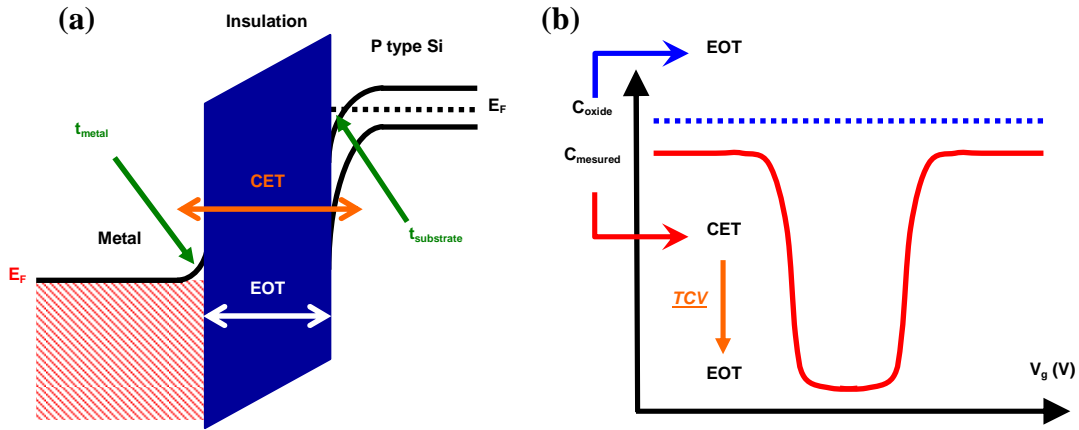 (a)
Insulation
P type Si
E_F
t_metal
CET
Metal
t_substrate
E_F
EOT
(b)
EOT
C_oxide
C_mesured
CET
TCV
EOT
V_g (V)